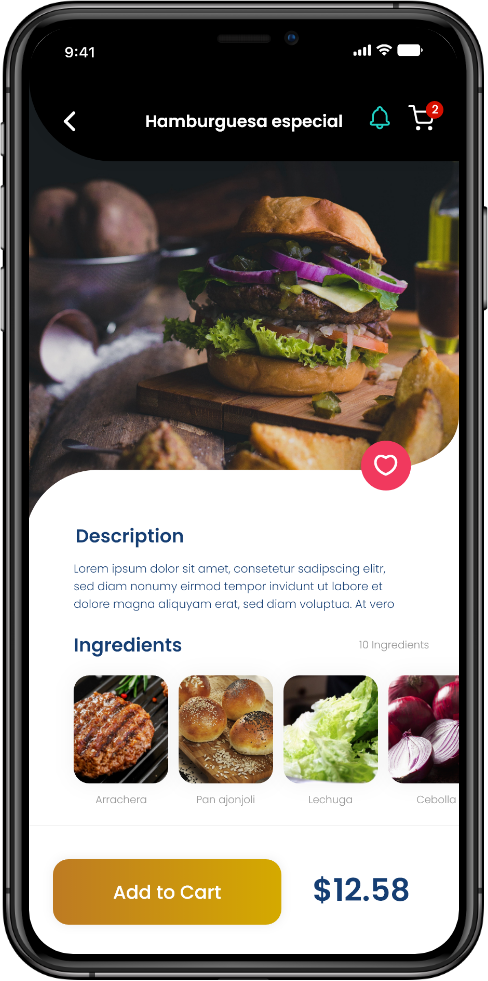 9:41
Hamburguesa especial
2
Description
Lorem ipsum dolor sit amet, consetetur sadipscing elitr,
sed diam nonumy eirmod tempor invidunt ut labore et
dolore magna aliquyam erat, sed diam voluptua. At vero
Ingredients
10 Ingredients
Arrachera
Pan ajonjoli
Lechuga
Cebolla
Add to Cart
$12.58